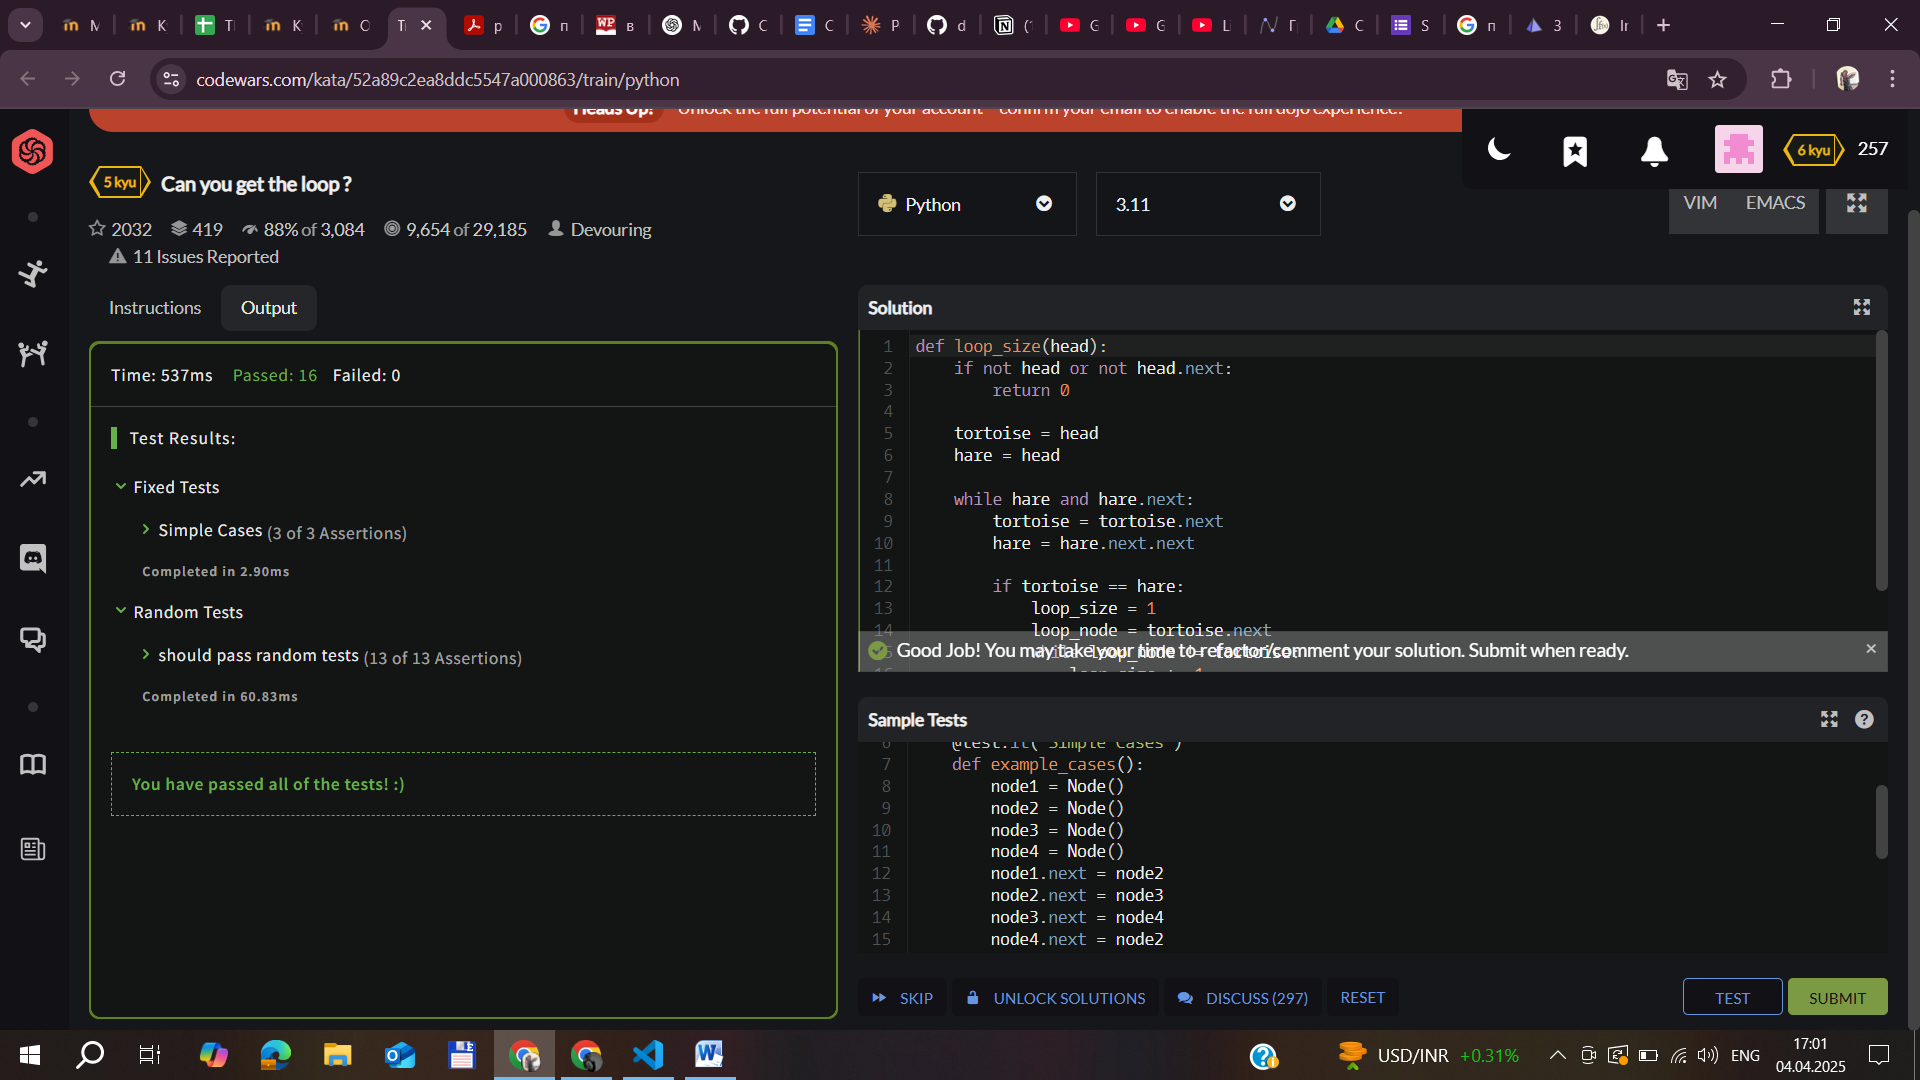 M
K
Tl
K
O
Tr
p
п
в
M
C
C
P
d
(1
G
G
Li
Г
C
S
п
3
Ir
codewars.com/kata/52a89c2ea8ddc5547a000863/train/python
Heads Up! Unlock the full potential of your account - confirm your email to enable the full dojo experience.
6 kyu 257
5 kyu Can you get the loop ?
2032 419 88% of 3,084 9,654 of 29,185 Devouring
11 Issues Reported
Python
3.11
VIM EMACS
Instructions Output
Time: 537ms Passed: 16 Failed: 0
Test Results:
Fixed Tests
Simple Cases (3 of 3 Assertions)
Completed in 2.90ms
Random Tests
should pass random tests (13 of 13 Assertions)
Completed in 60.83ms
You have passed all of the tests! :)
Solution
1 def loop_size(head):
2 if not head or not head.next:
3 return 0
4
5 tortoise = head
6 hare = head
7
8 while hare and hare.next:
9 tortoise = tortoise.next
10 hare = hare.next.next
11
12 if tortoise == hare:
13 loop_size = 1
14 loop_node = tortoise.next
while loop_node != tortoise:
Good Job! You may take your time to refactor/comment your solution. Submit when ready.
Sample Tests
6 @test.it('Simple Cases')
7 def example_cases():
8 node1 = Node()
9 node2 = Node()
10 node3 = Node()
11 node4 = Node()
12 node1.next = node2
13 node2.next = node3
14 node3.next = node4
15 node4.next = node2
SKIP UNLOCK SOLUTIONS DISCUSS (297) RESET TEST SUBMIT
USD/INR +0.31% ENG 17:01
04.04.2025